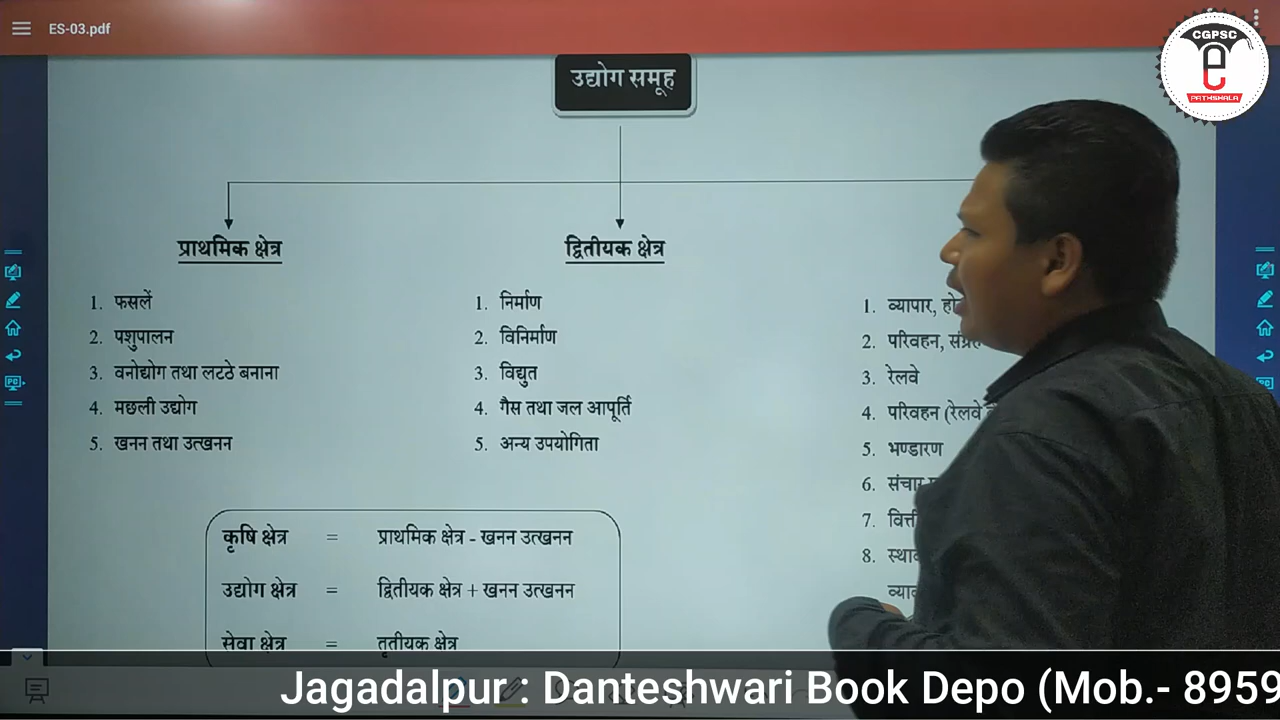 ES-03.pdf
CGPSC
e
PATHSHALA
उद्योग समूह
प्राथमिक क्षेत्र
1. फसलें
2. पशुपालन
3. वनोद्योग तथा लटठे बनाना
4. मछली उद्योग
5. खनन तथा उत्खनन
द्वितीयक क्षेत्र
1. निर्माण
2. विनिर्माण
3. विद्युत
4. गैस तथा जल आपूर्ति
5. अन्य उपयोगिता
1. व्यापार,
2. परिवहन,
3. रेलवे
4. परिवहन (रेलवे
5. भण्डारण
6.
7.
8.
कृषि क्षेत्र = प्राथमिक क्षेत्र - खनन उत्खनन
उद्योग क्षेत्र = द्वितीयक क्षेत्र + खनन उत्खनन
सेवा क्षेत्र = तृतीयक क्षेत्र
Jagadalpur : Danteshwari Book Depo (Mob.- 8959